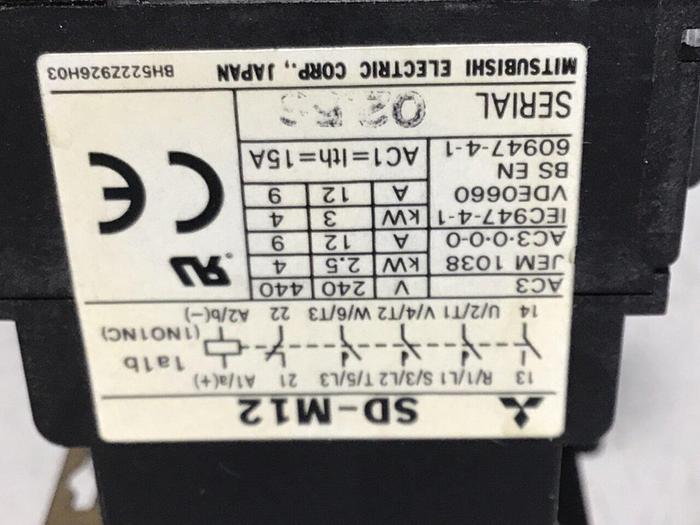 SD-M12
13 R/1/L1 S/3/L2 T/5/L3 21 A1/a(+)
1a1b
(1NO1NC)
14 U/2/T1 V/4/T2 W/6/T3 22 A2/b(−)
AC3 V 240 440
JEM 1038 kW 2.5 4
AC3-0-0-0 A 12 9
IEC947-4-1 kW 3 4
VDE0660 A 12 9
BS EN
60947-4-1 AC1=Ith=15A
CE
SERIAL
MITSUBISHI ELECTRIC CORP., JAPAN BH522Z926H03